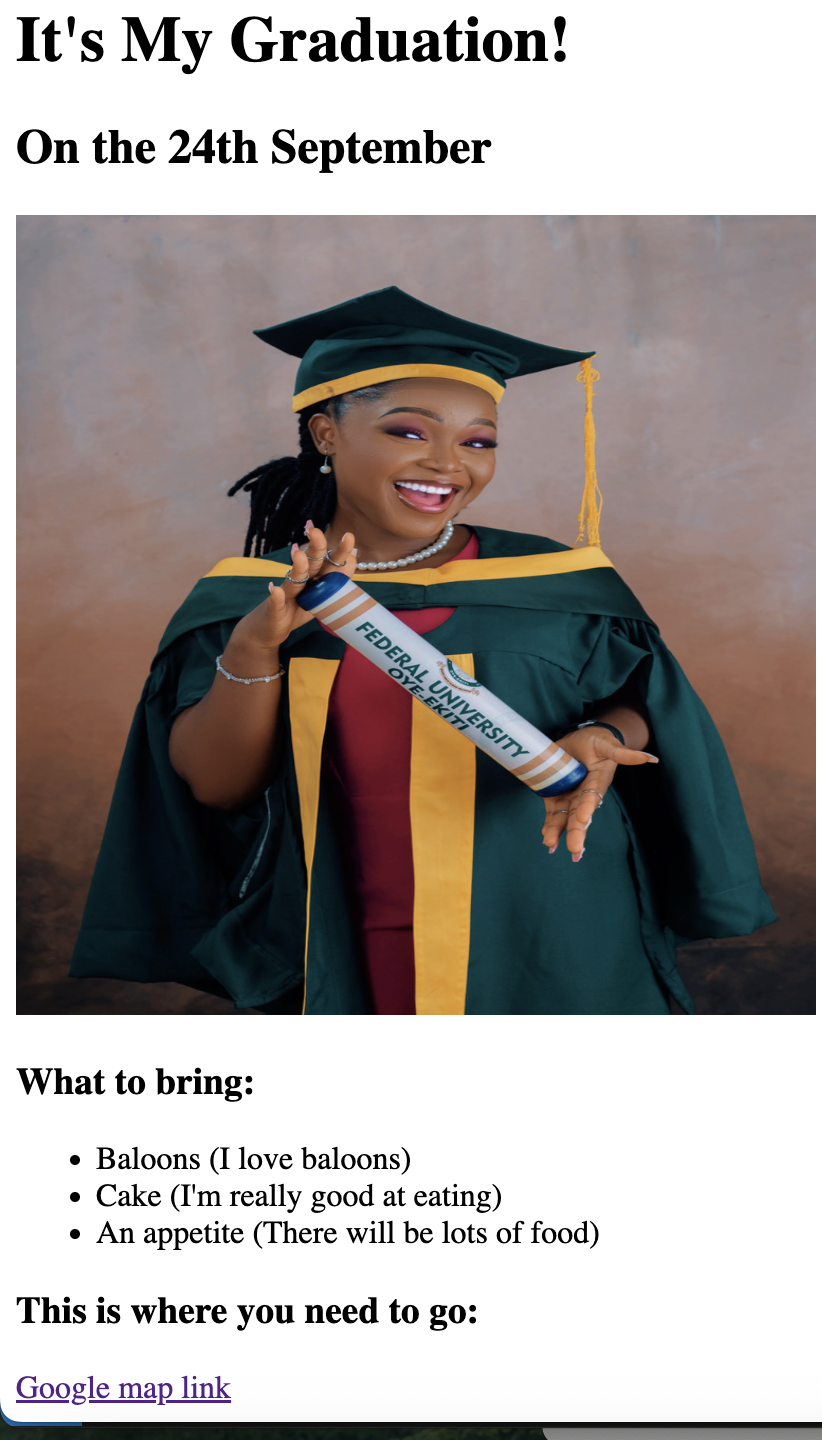 It's My Graduation!
On the 24th September
FEDERAL UNIVERSITY
OYE-EKITI
What to bring:
Baloons (I love baloons)
Cake (I'm really good at eating)
An appetite (There will be lots of food)
This is where you need to go:
Google map link